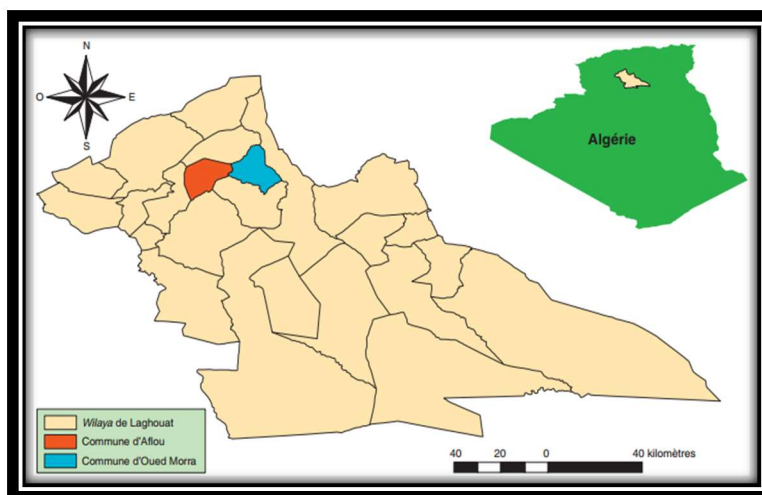 N
O
E
S
Algérie
Wilaya de Laghouat
Commune d'Aflou
Commune d'Oued Morra
40 20 0 40 kilomètres